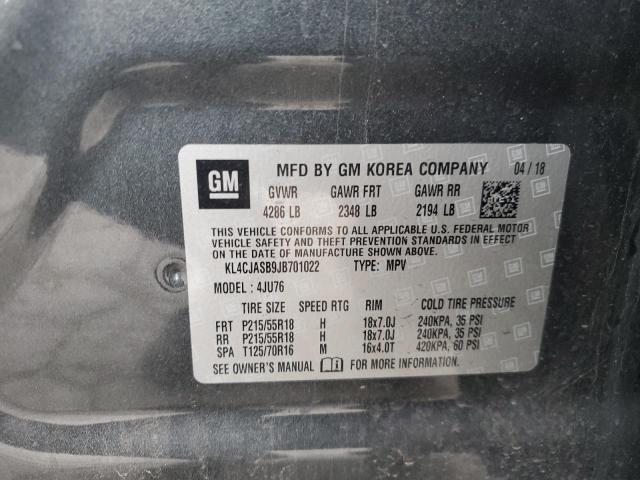 GM MFD BY GM KOREA COMPANY 04 / 18
GVWR GAWR FRT GAWR RR
4286 LB 2348 LB 2194 LB
THIS VEHICLE CONFORMS TO ALL APPLICABLE U.S. FEDERAL MOTOR
VEHICLE SAFETY AND THEFT PREVENTION STANDARDS IN EFFECT ON
THE DATE OF MANUFACTURE SHOWN ABOVE.
KL4CJASB9JB701022 TYPE: MPV
MODEL : 4JU76
TIRE SIZE SPEED RTG RIM COLD TIRE PRESSURE
FRT P215/55R18 H 18x7.0J 240KPA, 35 PSI
RR P215/55R18 H 18x7.0J 240KPA, 35 PSI
SPA T125/70R16 M 16x4.0T 420KPA, 60 PSI
SEE OWNER'S MANUAL FOR MORE INFORMATION.